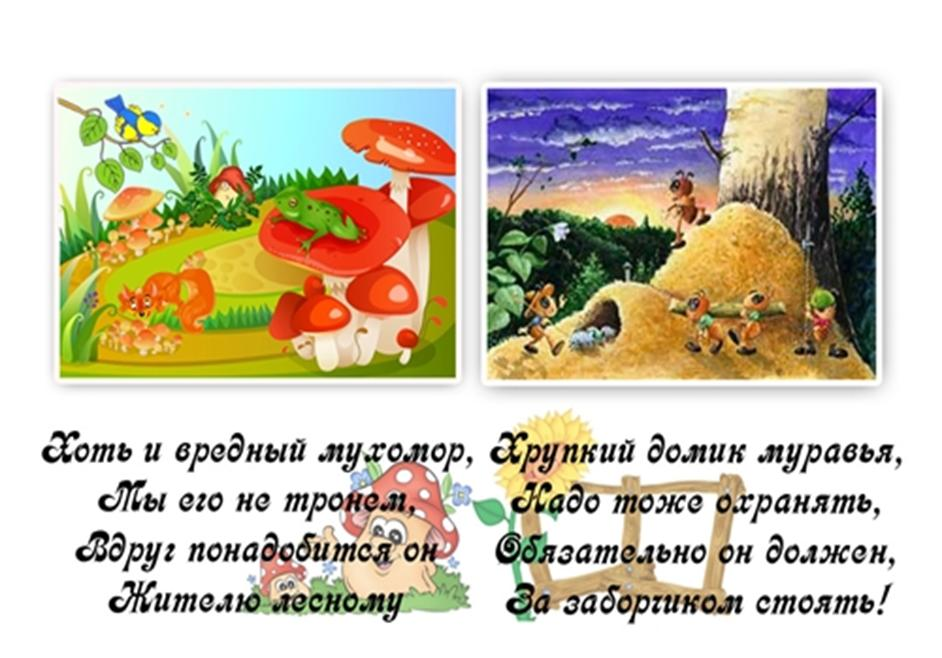 Хоть и вредный мухомор,
Мы его не тронем,
Вдруг понадобится он
Жителю лесному
Хрупкий домик муравья,
Надо тоже охранять,
Обязательно он должен,
За заборчиком стоять!